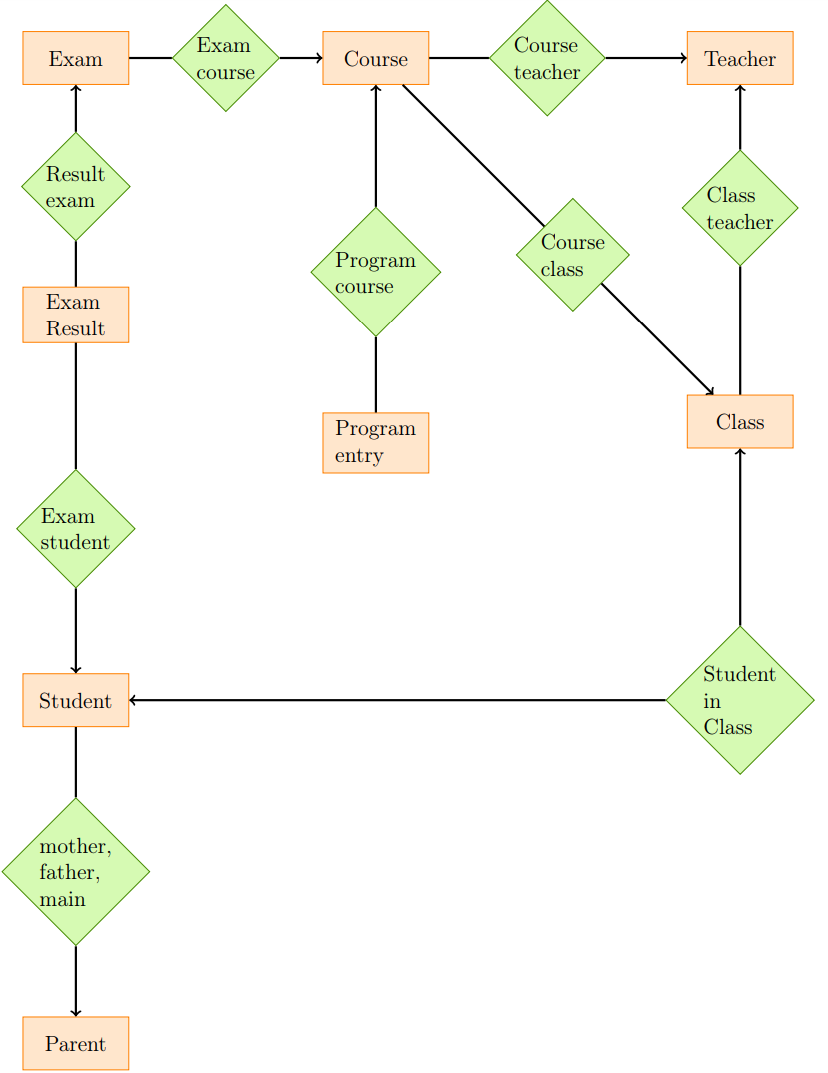 Exam
Exam
course
Course
Course
teacher
Teacher
Result
exam
Class
teacher
Program
course
Course
class
Exam
Result
Program
entry
Class
Exam
student
Student
Student
in
Class
mother,
father,
main
Parent